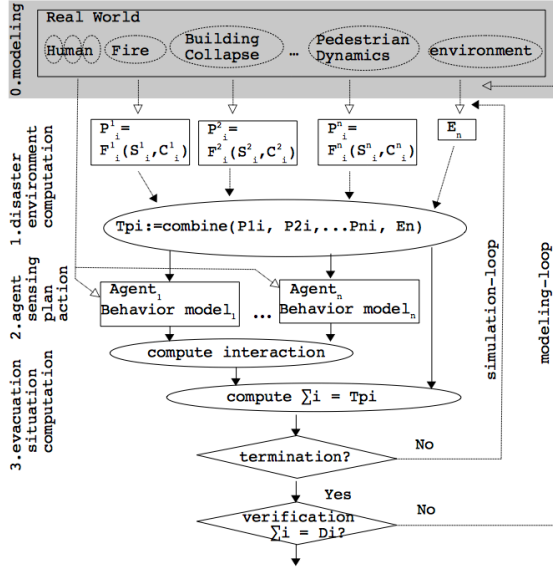 0.modeling
Real World
Human
Fire
Building
Collapse
...
Pedestrian
Dynamics
environment
1.disaster
environment
computation
P¹ᵢ=
F¹ᵢ(S¹ᵢ,C¹ᵢ)
P²ᵢ=
F²ᵢ(S²ᵢ,C²ᵢ)
Pⁿᵢ=
Fⁿᵢ(Sⁿᵢ,Cⁿᵢ)
Eₙ
Tpi:=combine(P1i, P2i,...Pni, En)
2.agent
sensing
plan
action
Agent₁
Behavior model₁
...
Agentₙ
Behavior modelₙ
simulation-loop
modeling-loop
compute interaction
3.evacuation
situation
computation
compute ∑i = Tpi
termination?
No
Yes
verification
∑i = Di?
No